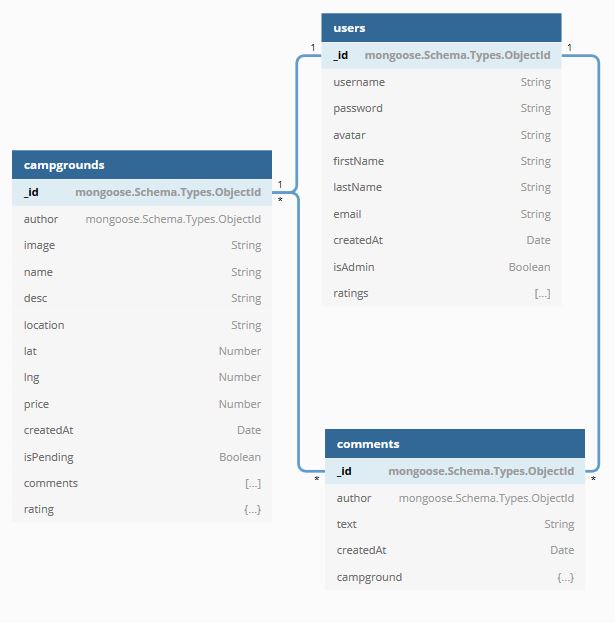 users
1
1
_id mongoose.Schema.Types.ObjectId
username String
password String
avatar String
firstName String
lastName String
email String
createdAt Date
isAdmin Boolean
ratings [...]
campgrounds
_id mongoose.Schema.Types.ObjectId
1
*
author mongoose.Schema.Types.ObjectId
image String
name String
desc String
location String
lat Number
lng Number
price Number
createdAt Date
isPending Boolean
comments [...]
rating {...}
comments
_id mongoose.Schema.Types.ObjectId
*
*
author mongoose.Schema.Types.ObjectId
text String
createdAt Date
campground {...}